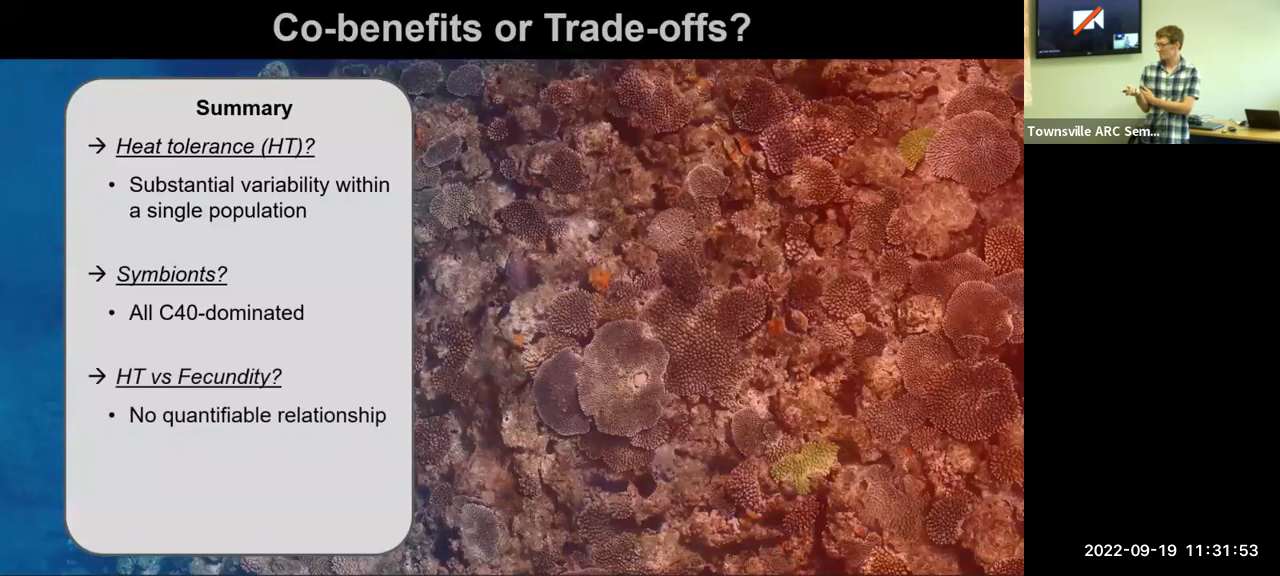 Co-benefits or Trade-offs?
Summary
→ Heat tolerance (HT)?
• Substantial variability within
a single population
→ Symbionts?
• All C40-dominated
→ HT vs Fecundity?
• No quantifiable relationship
Townsville ARC Sem...
2022-09-19 11:31:53